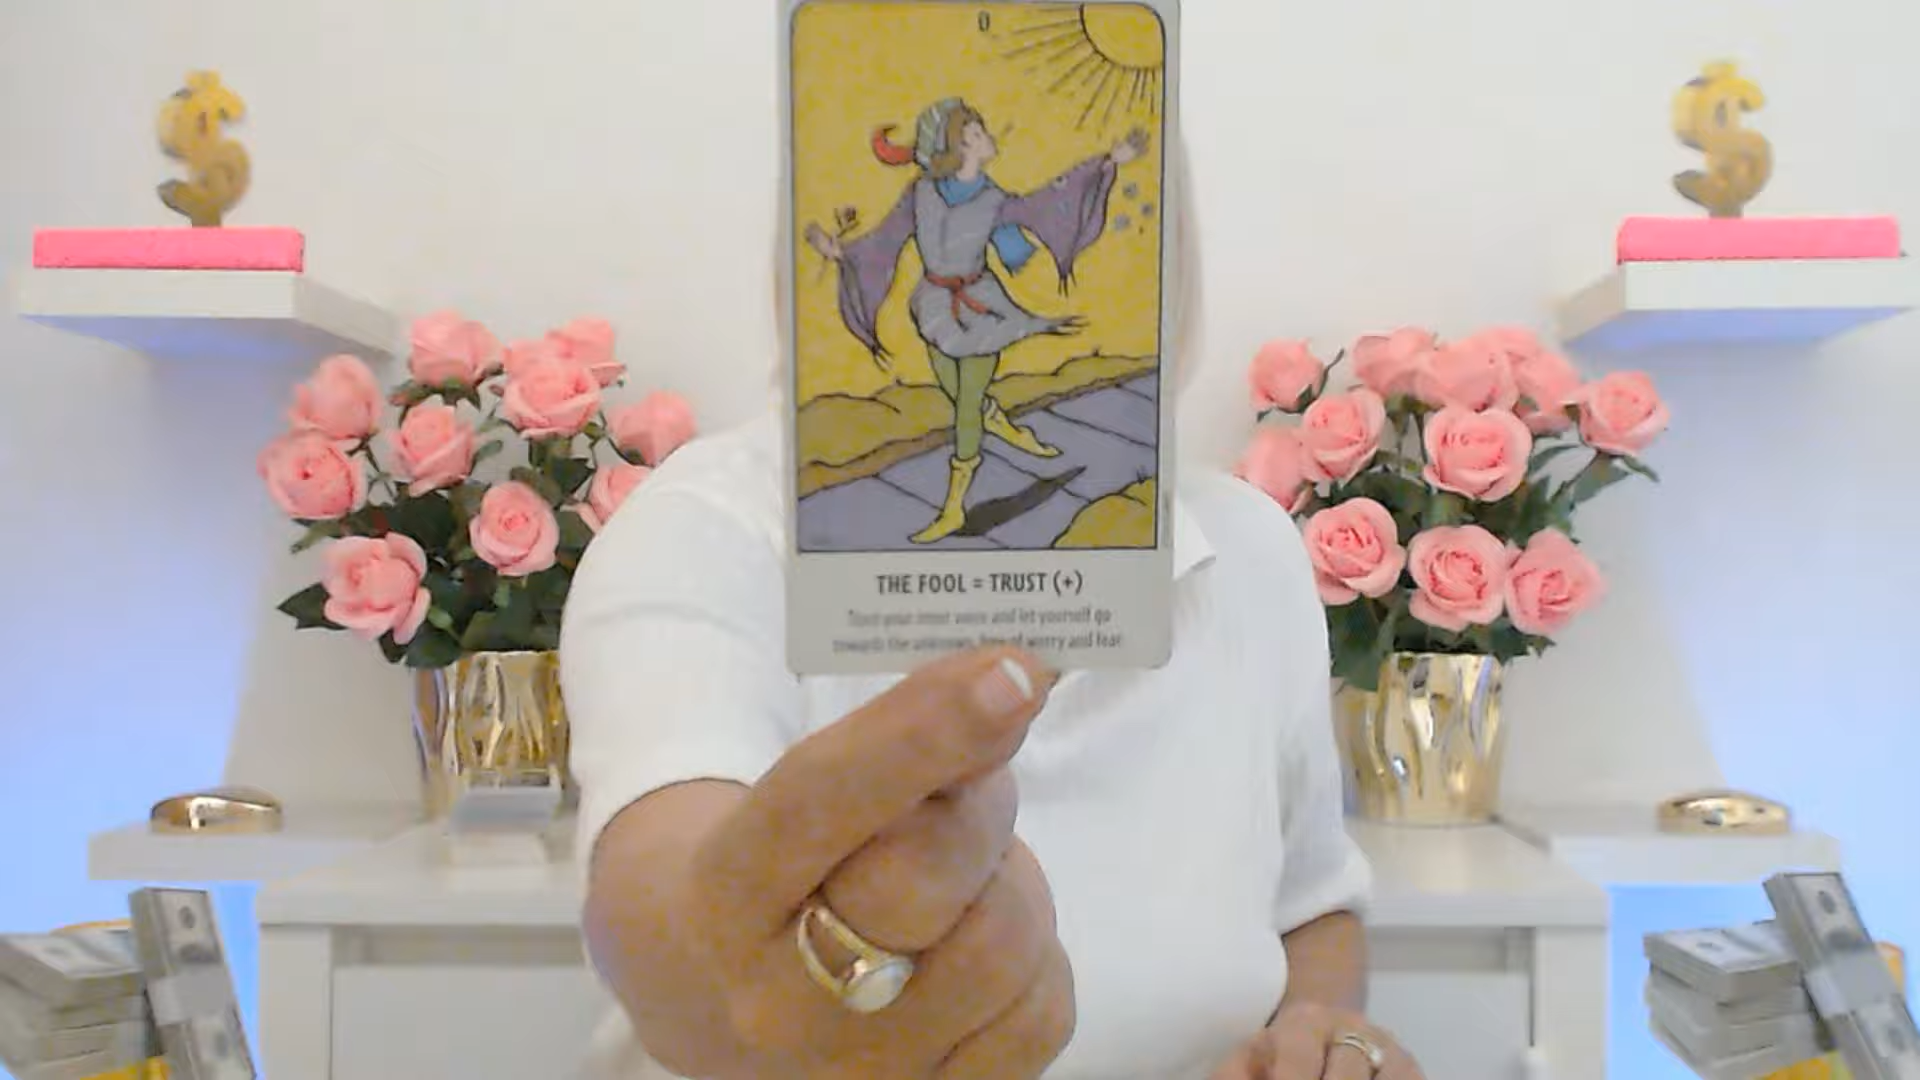 0
THE FOOL = TRUST (+)
Trust your inner voice and let yourself go
towards the unknown, free of worry and fear.